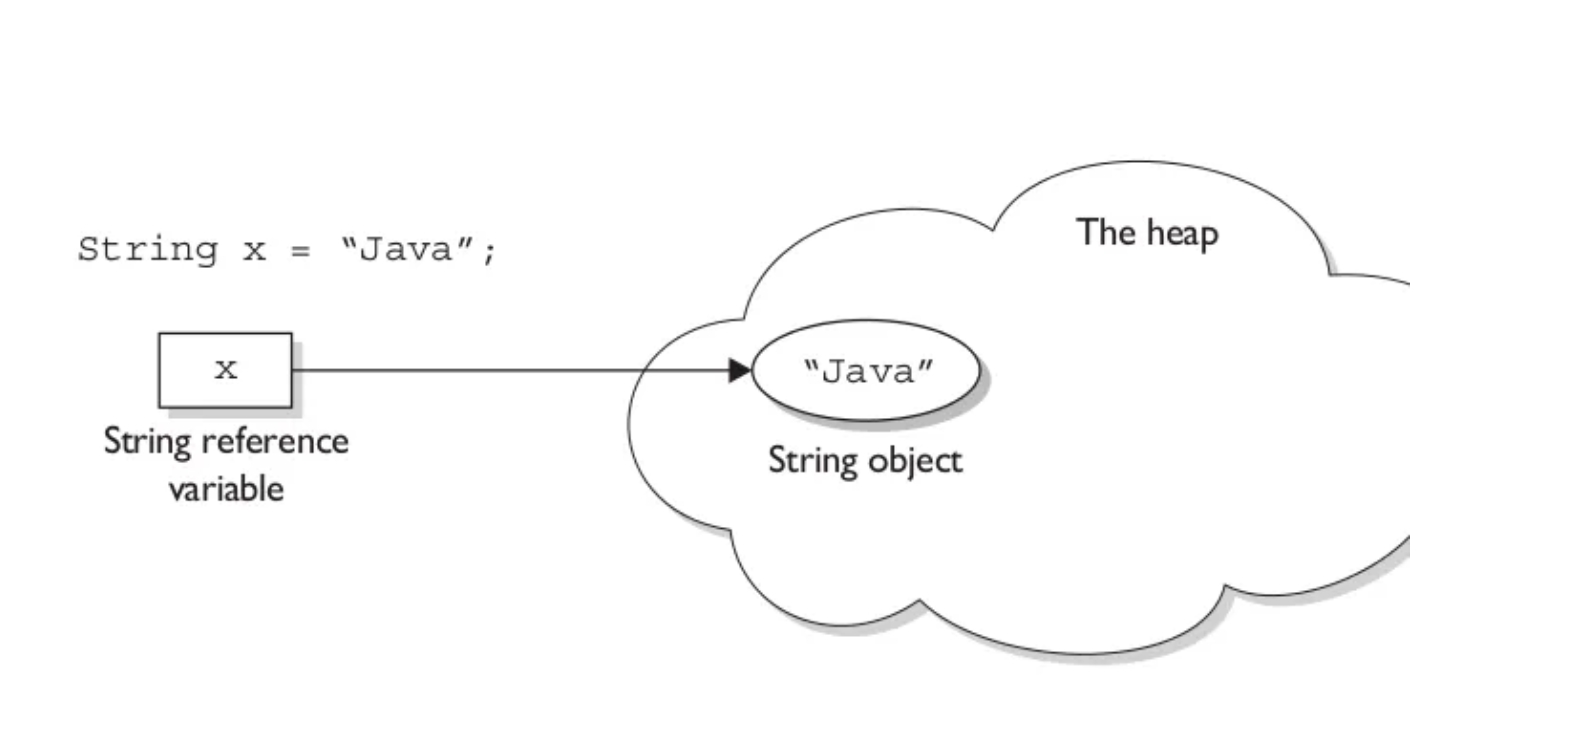 The heap
String x = “Java”;
x
“Java”
String reference
variable
String object